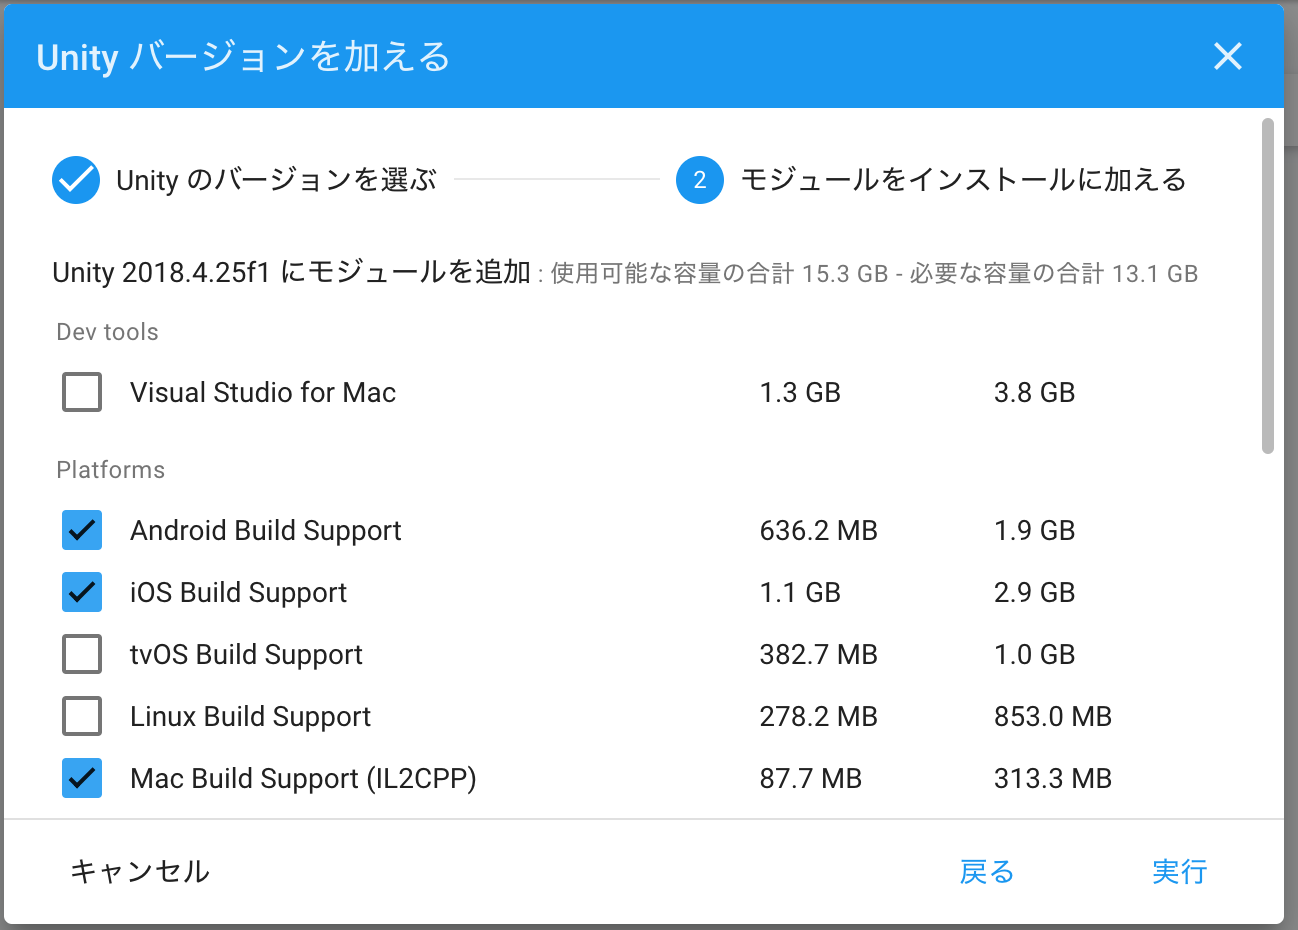 Unity バージョンを加える
Unity のバージョンを選ぶ
2 モジュールをインストールに加える
Unity 2018.4.25f1 にモジュールを追加 : 使用可能な容量の合計 15.3 GB - 必要な容量の合計 13.1 GB
Dev tools
Visual Studio for Mac 1.3 GB 3.8 GB
Platforms
Android Build Support 636.2 MB 1.9 GB
iOS Build Support 1.1 GB 2.9 GB
tvOS Build Support 382.7 MB 1.0 GB
Linux Build Support 278.2 MB 853.0 MB
Mac Build Support (IL2CPP) 87.7 MB 313.3 MB
キャンセル 戻る 実行